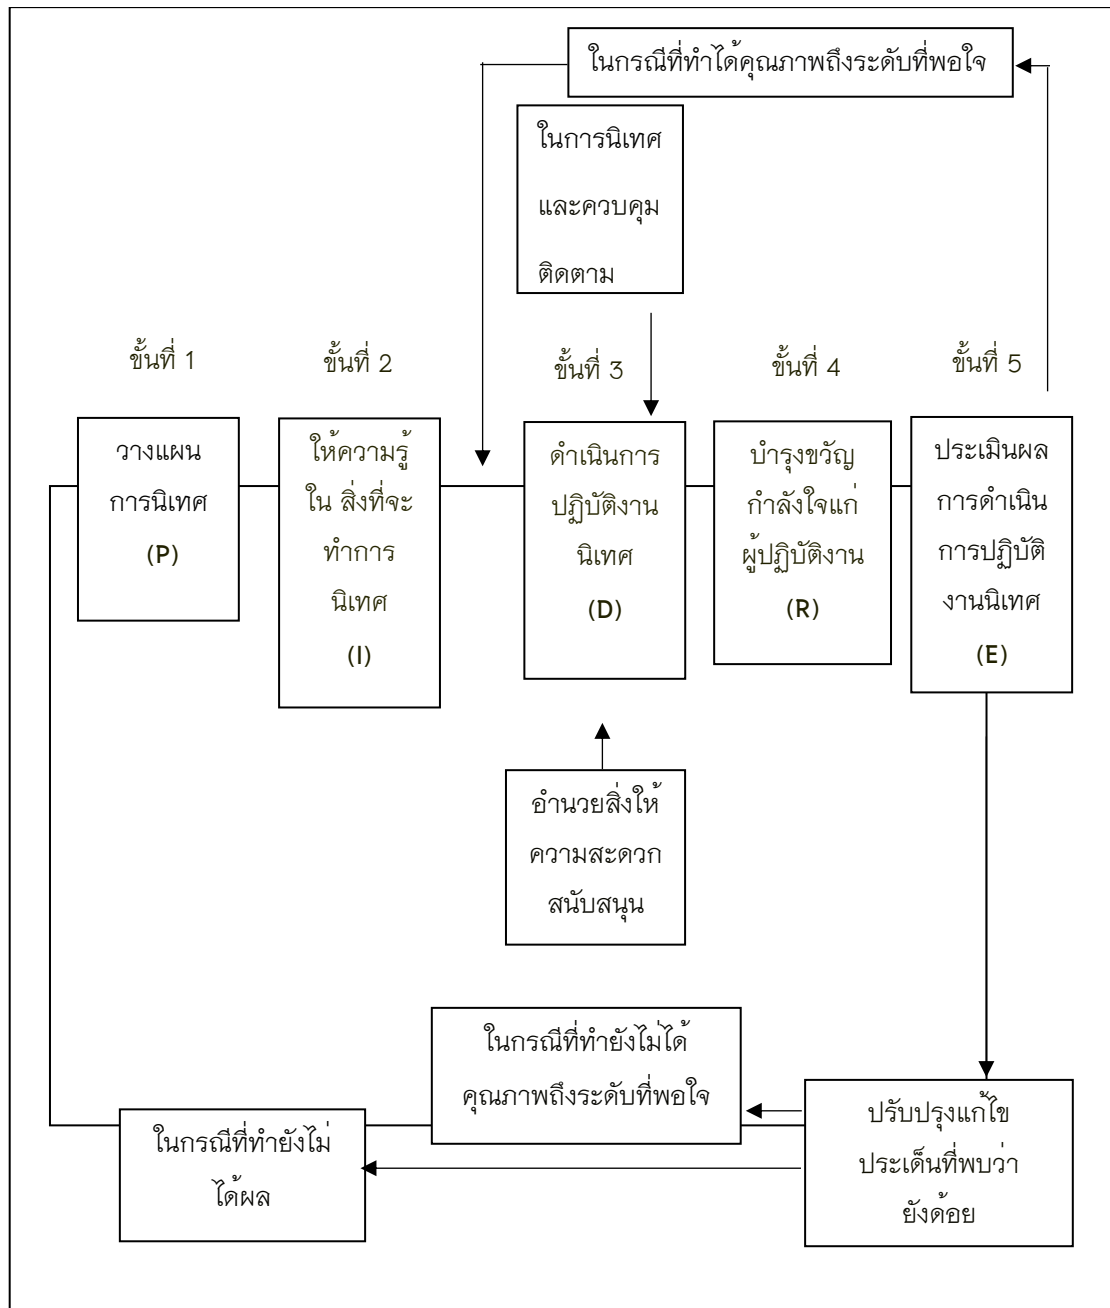 ในกรณีที่ทำได้คุณภาพถึงระดับที่พอใจ
ในการนิเทศ
และควบคุม
ติดตาม
ขั้นที่ 1
ขั้นที่ 2
ขั้นที่ 3
ขั้นที่ 4
ขั้นที่ 5
วางแผน
การนิเทศ
(P)
ให้ความรู้
ใน สิ่งที่จะ
ทำการ
นิเทศ
(I)
ดำเนินการ
ปฏิบัติงาน
นิเทศ
(D)
บำรุงขวัญ
กำลังใจแก่
ผู้ปฏิบัติงาน
(R)
ประเมินผล
การดำเนิน
การปฏิบัติ
งานนิเทศ
(E)
อำนวยสิ่งให้
ความสะดวก
สนับสนุน
ในกรณีที่ทำยังไม่ได้
คุณภาพถึงระดับที่พอใจ
ในกรณีที่ทำยังไม่
ได้ผล
ปรับปรุงแก้ไข
ประเด็นที่พบว่า
ยังด้อย